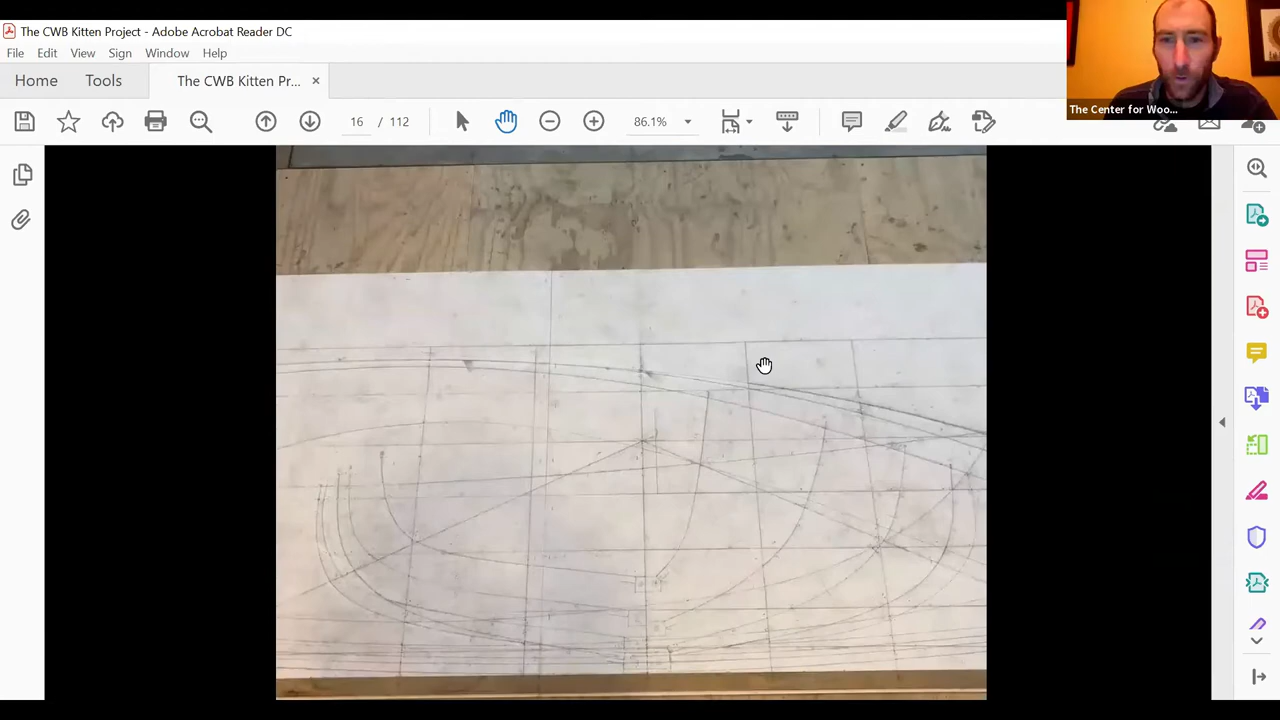 The CWB Kitten Project - Adobe Acrobat Reader DC
File Edit View Sign Window Help
Home Tools The CWB Kitten Pr... ×
16 / 112 86.1%
The Center for Woo...